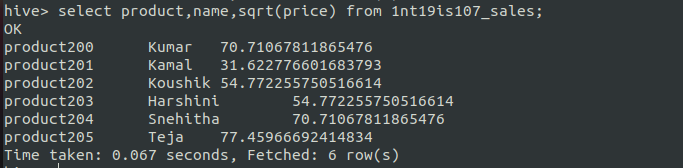 hive> select product,name,sqrt(price) from 1nt19is107_sales;
OK
product200 Kumar 70.71067811865476
product201 Kamal 31.622776601683793
product202 Koushik 54.772255750516614
product203 Harshini 54.772255750516614
product204 Snehitha 70.71067811865476
product205 Teja 77.45966692414834
Time taken: 0.067 seconds, Fetched: 6 row(s)